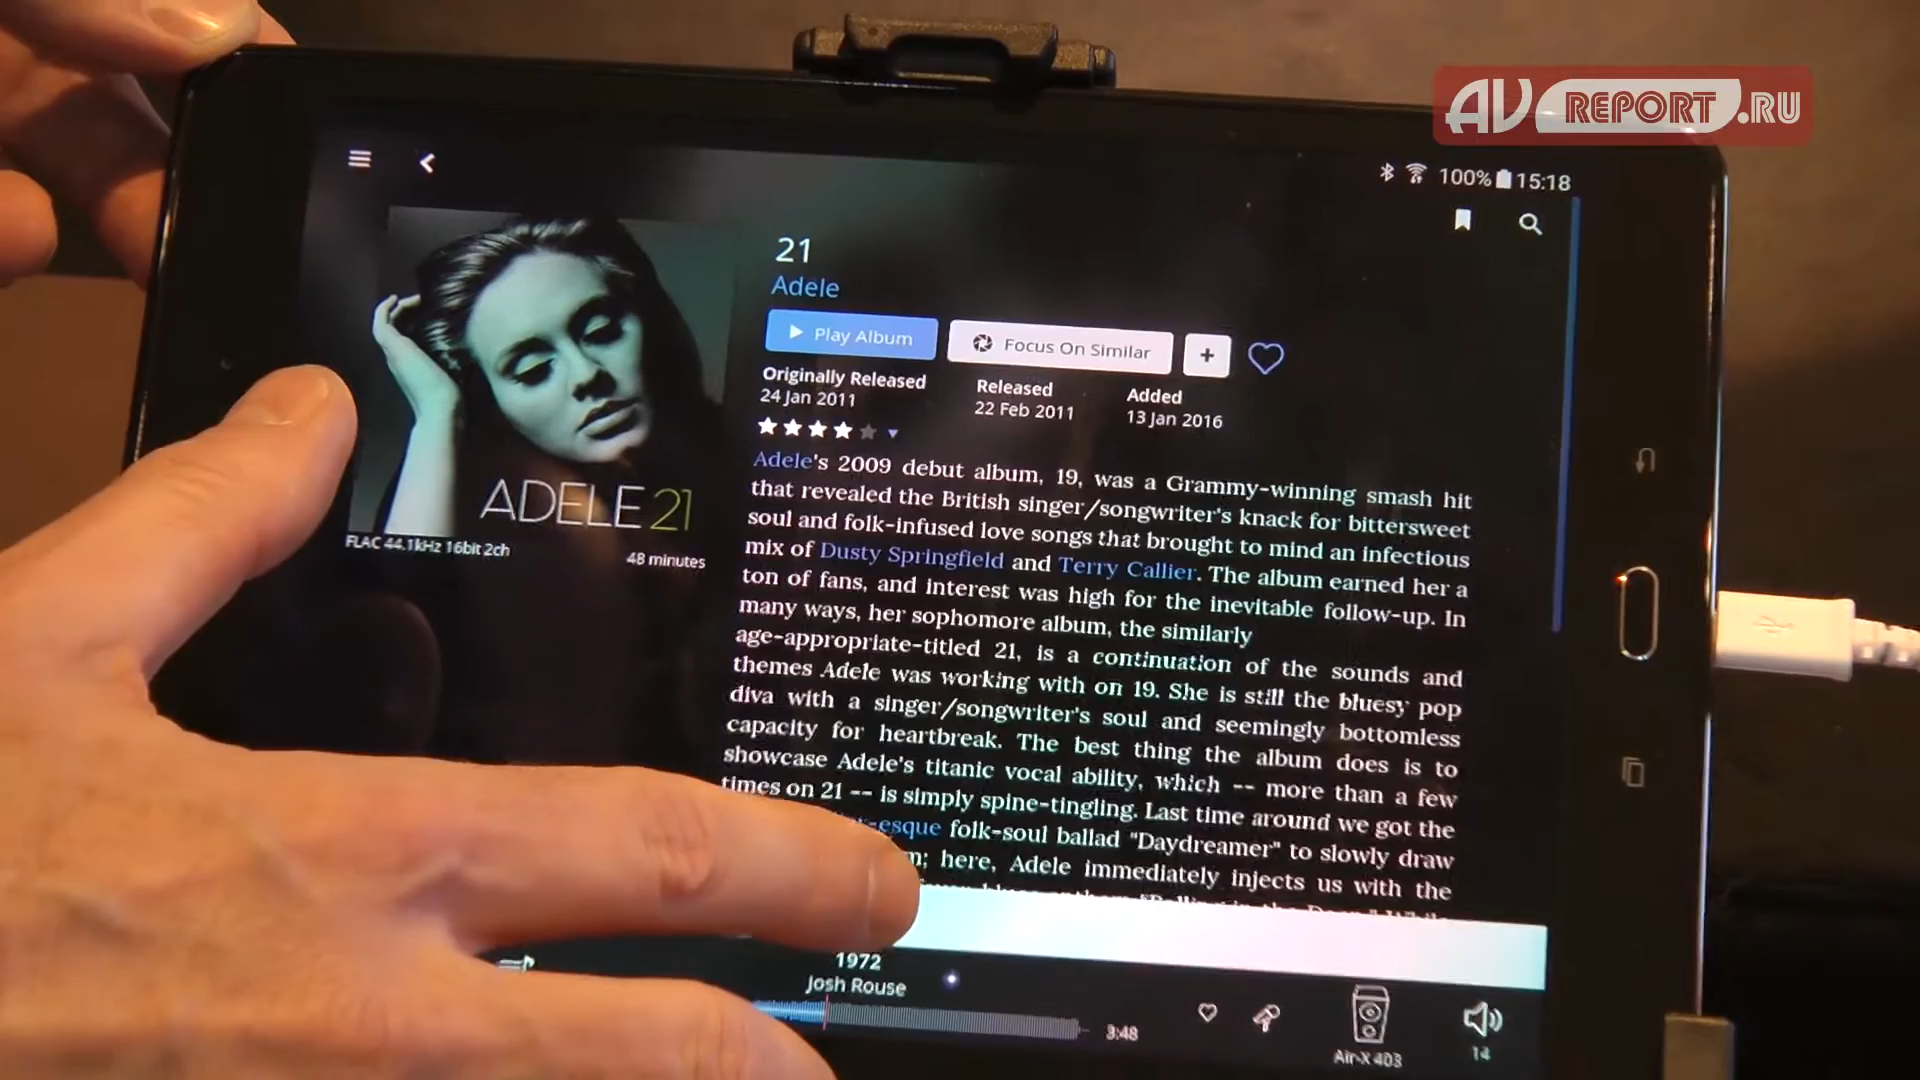 AV REPORT.RU
100% 15:18
21
Adele
Play Album
Focus On Similar
+
Originally Released
24 Jan 2011
Released
22 Feb 2011
Added
13 Jan 2016
ADELE 21
FLAC 44.1kHz 16bit 2ch
48 minutes
Adele's 2009 debut album, 19, was a Grammy-winning smash hit
that revealed the British singer/songwriter's knack for bittersweet
soul and folk-infused love songs that brought to mind an infectious
mix of Dusty Springfield and Terry Callier. The album earned her a
ton of fans, and interest was high for the inevitable follow-up. In
many ways, her sophomore album, the similarly
age-appropriate-titled 21, is a continuation of the sounds and
themes Adele was working with on 19. She is still the bluesy pop
diva with a singer/songwriter's soul and seemingly bottomless
capacity for heartbreak. The best thing the album does is to
showcase Adele's titanic vocal ability, which -- more than a few
times on 21 -- is simply spine-tingling. Last time around we got the
-esque folk-soul ballad "Daydreamer" to slowly draw
; here, Adele immediately injects us with the
1972
Josh Rouse
3:48
Air-X 403
14